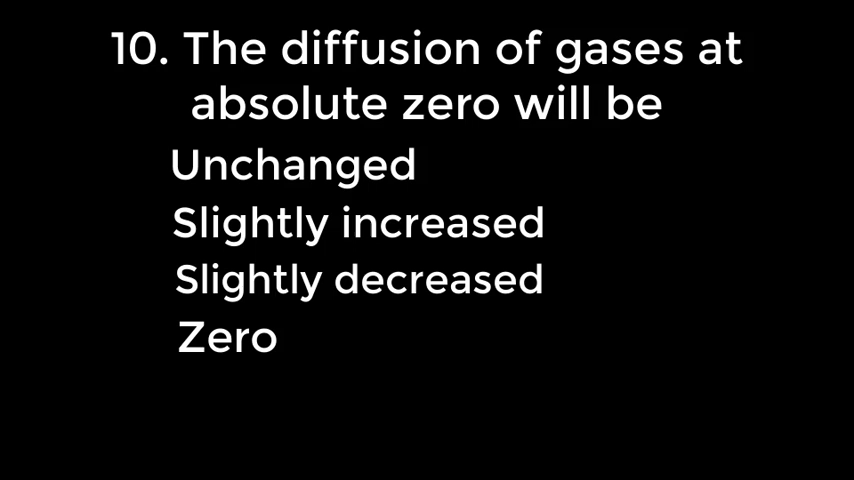 10. The diffusion of gases at
absolute zero will be
Unchanged
Slightly increased
Slightly decreased
Zero